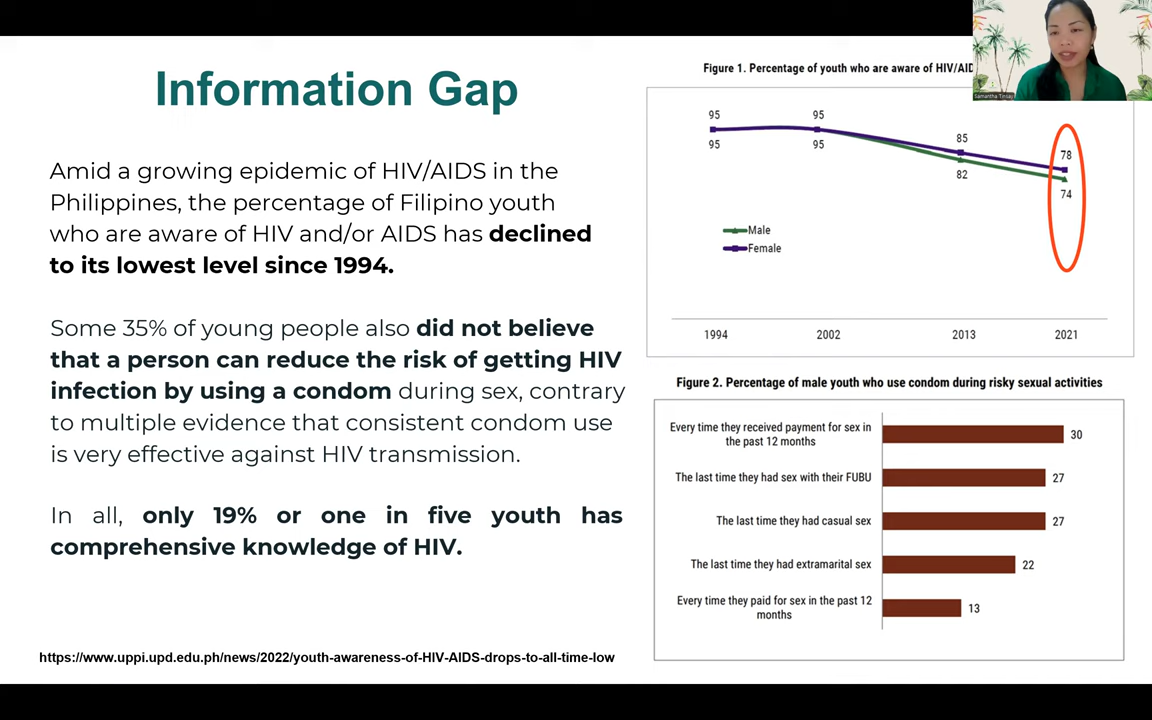 Information Gap
Amid a growing epidemic of HIV/AIDS in the
Philippines, the percentage of Filipino youth
who are aware of HIV and/or AIDS has declined
to its lowest level since 1994.
Some 35% of young people also did not believe
that a person can reduce the risk of getting HIV
infection by using a condom during sex, contrary
to multiple evidence that consistent condom use
is very effective against HIV transmission.
In all, only 19% or one in five youth has
comprehensive knowledge of HIV.
https://www.uppi.upd.edu.ph/news/2022/youth-awareness-of-HIV-AIDS-drops-to-all-time-low
Figure 1. Percentage of youth who are aware of HIV/AID
95
95
85
78
95
95
82
74
Male
Female
1994
2002
2013
2021
Figure 2. Percentage of male youth who use condom during risky sexual activities
Every time they received payment for sex in
the past 12 months
30
The last time they had sex with their FUBU
27
The last time they had casual sex
27
The last time they had extramarital sex
22
Every time they paid for sex in the past 12
months
13
Samantha